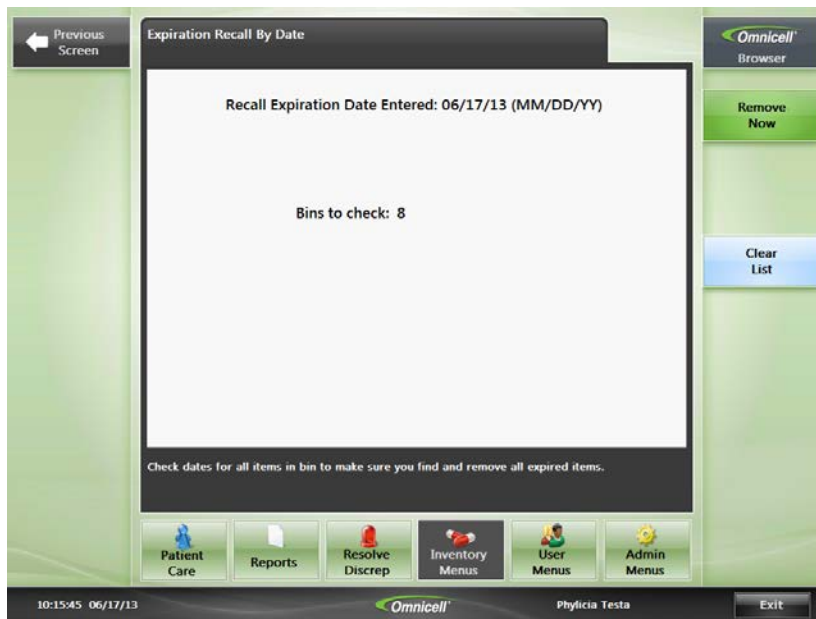 Previous
Screen
Expiration Recall By Date
Omnicell
Browser
Recall Expiration Date Entered: 06/17/13 (MM/DD/YY)
Remove
Now
Bins to check: 8
Clear
List
Check dates for all items in bin to make sure you find and remove all expired items.
Patient
Care
Reports
Resolve
Discrep
Inventory
Menus
User
Menus
Admin
Menus
10:15:45 06/17/13
Omnicell
Phylicia Testa
Exit